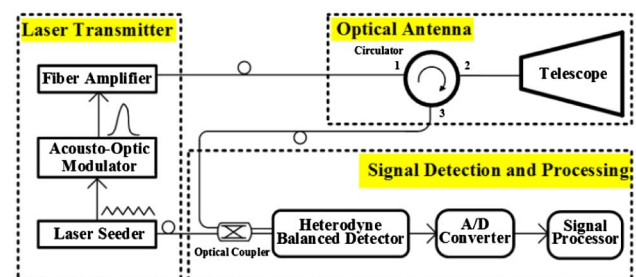 Laser Transmitter
Optical Antenna
Circulator
1
2
3
Telescope
Fiber Amplifier
Acousto-Optic
Modulator
Laser Seeder
Signal Detection and Processing
Optical Coupler
Heterodyne
Balanced Detector
A/D
Converter
Signal
Processor